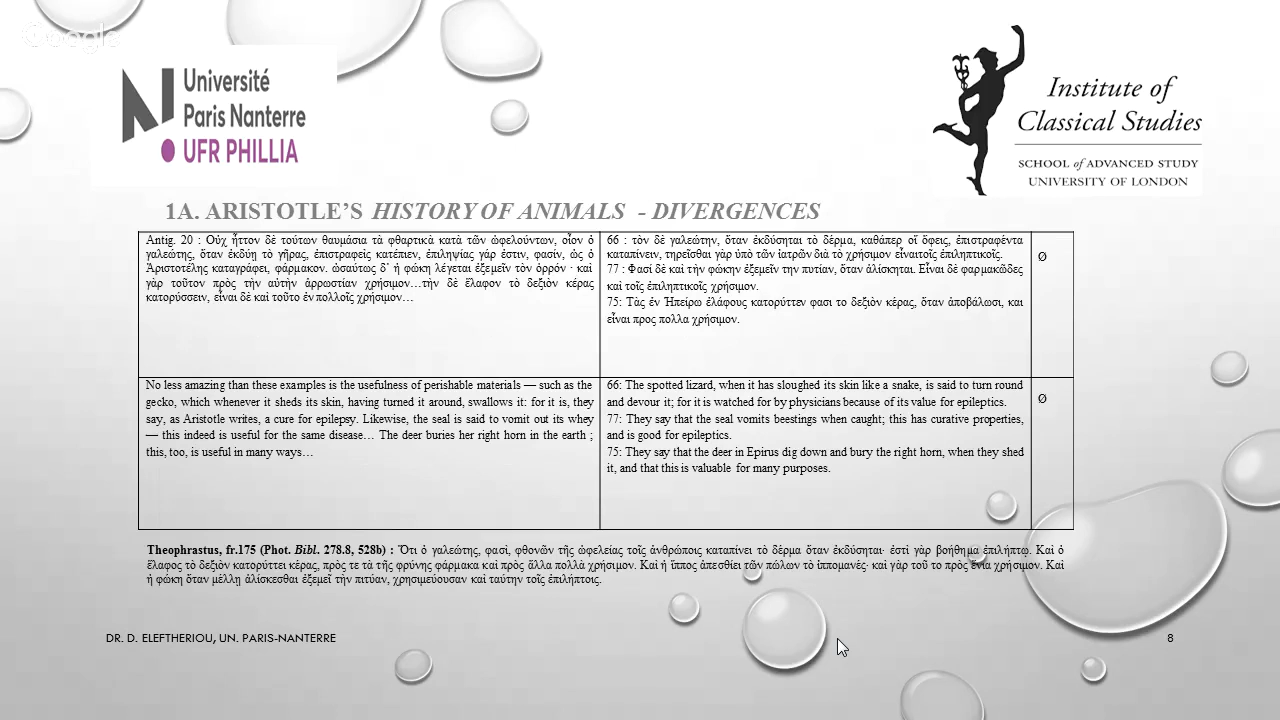 Google
Université
Paris Nanterre
UFR PHILLIA
Institute of
Classical Studies
SCHOOL of ADVANCED STUDY
UNIVERSITY OF LONDON
1A. ARISTOTLE'S HISTORY OF ANIMALS - DIVERGENCES
Antig. 20 : Οὐχ ἧττον δὲ τούτων θαυμάσια τὰ φθαρτικὰ κατὰ τῶν ὠφελούντων, οἷον ὁ
γαλεώτης, ὅταν ἐκδύῃ τὸ γῆρας, ἐπιστραφεὶς κατέπιεν, ἐπιληψίας γάρ ἐστιν, φασίν, ὡς ὁ
Ἀριστοτέλης καταγράφει, φάρμακον. ὡσαύτως δ' ἡ φώκη λέγεται ἐξεμεῖν τὸν ὀρρόν · καὶ
γὰρ τοῦτον πρὸς τὴν αὐτὴν ἀρρωστίαν χρήσιμον…τὴν δὲ ἔλαφον τὸ δεξιὸν κέρας
κατορύσσειν, εἶναι δὲ καὶ τοῦτο ἐν πολλοῖς χρήσιμον…
66 : τὸν δὲ γαλεώτην, ὅταν ἐκδύσηται τὸ δέρμα, καθάπερ οἵ ὄφεις, ἐπιστραφέντα
καταπίνειν, τηρεῖσθαι γὰρ ὑπὸ τῶν ἰατρῶν διὰ τὸ χρήσιμον εἶναιτοῖς ἐπιληπτικοῖς.
77 : Φασί δὲ καὶ τὴν φώκην ἐξεμεῖν την πυτίαν, ὅταν ἁλίσκηται. Εἶναι δὲ φαρμακῶδες
καὶ τοῖς ἐπιληπτικοῖς χρήσιμον.
75: Τὰς ἐν Ἠπείρω ἐλάφους κατορύττεν φασι το δεξιὸν κέρας, ὅταν ἀποβάλωσι, και
εἶναι προς πολλα χρήσιμον.
Ø
No less amazing than these examples is the usefulness of perishable materials — such as the
gecko, which whenever it sheds its skin, having turned it around, swallows it: for it is, they
say, as Aristotle writes, a cure for epilepsy. Likewise, the seal is said to vomit out its whey
— this indeed is useful for the same disease… The deer buries her right horn in the earth ;
this, too, is useful in many ways…
66: The spotted lizard, when it has sloughed its skin like a snake, is said to turn round
and devour it; for it is watched for by physicians because of its value for epileptics.
77: They say that the seal vomits beestings when caught; this has curative properties,
and is good for epileptics.
75: They say that the deer in Epirus dig down and bury the right horn, when they shed
it, and that this is valuable for many purposes.
Ø
Theophrastus, fr.175 (Phot. Bibl. 278.8, 528b) : Ὅτι ὁ γαλεώτης, φασὶ, φθονῶν τῆς ὠφελείας τοῖς ἀνθρώποις καταπίνει τὸ δέρμα ὅταν ἐκδύσηται· ἐστὶ γὰρ βοήθημα ἐπιλήπτῳ. Καὶ ὁ
ἔλαφος τὸ δεξιὸν κατορύττει κέρας, πρὸς τε τὰ τῆς φρύνης φάρμακα καὶ πρὸς ἄλλα πολλὰ χρήσιμον. Καὶ ἡ ἵππος ἀπεσθίει τῶν πώλων τὸ ἱππομανές· καὶ γὰρ τοῦ το πρὸς ἔνια χρήσιμον. Καὶ
ἡ φώκη ὅταν μέλλῃ ἁλίσκεσθαι ἐξεμεῖ τὴν πιτύαν, χρησιμεύουσαν καὶ ταύτην τοῖς ἐπιλήπτοις.
DR. D. ELEFTHERIOU, UN. PARIS-NANTERRE
8